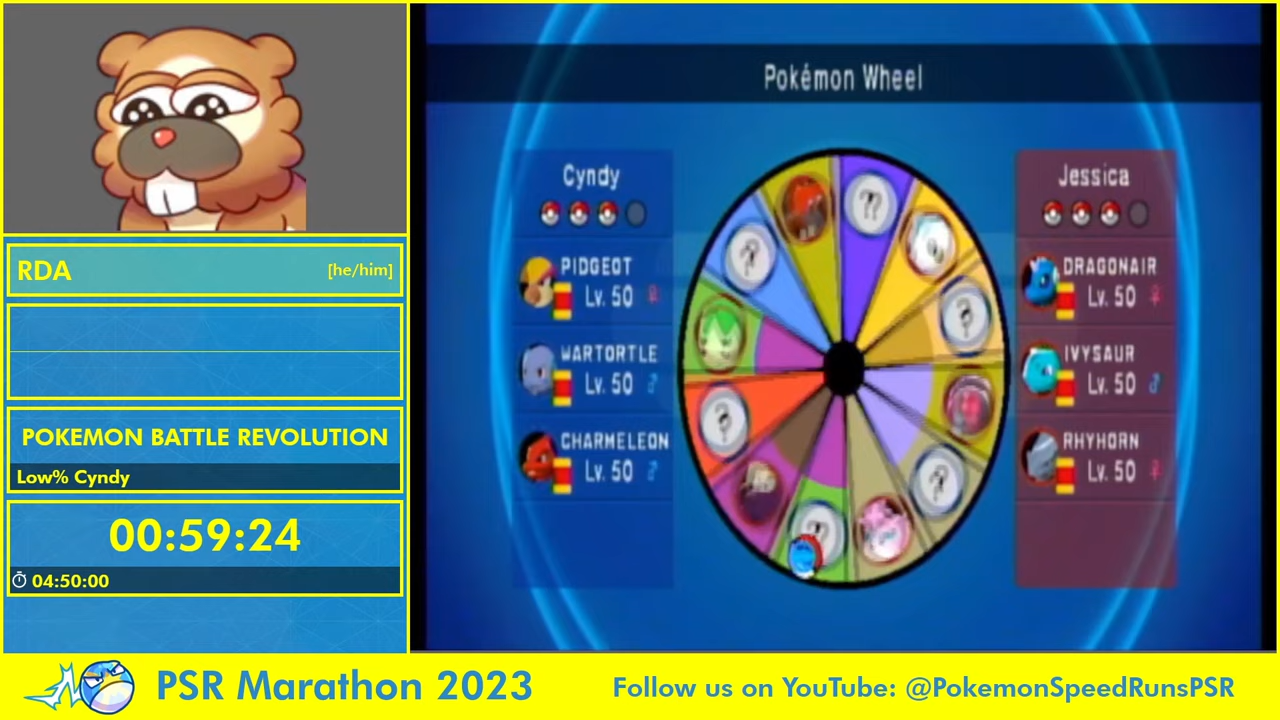 RDA
[he/him]
POKEMON BATTLE REVOLUTION
Low% Cyndy
00:59:24
04:50:00
Pokémon Wheel
Cyndy
PIDGEOT
Lv. 50 ♀
WARTORTLE
Lv. 50 ♂
CHARMELEON
Lv. 50 ♂
?
?
?
?
?
?
Jessica
DRAGONAIR
Lv. 50 ♀
IVYSAUR
Lv. 50 ♂
RHYHORN
Lv. 50 ♀
PSR Marathon 2023
Follow us on YouTube: @PokemonSpeedRunsPSR